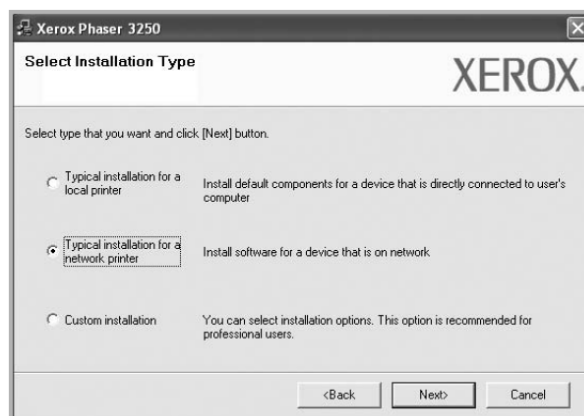 Xerox Phaser 3250
Select Installation Type
XEROX.
Select type that you want and click [Next] button.
Typical installation for a
local printer
Install default components for a device that is directly connected to user's
computer
Typical installation for a
network printer
Install software for a device that is on network
Custom installation
You can select installation options. This option is recommended for
professional users.
<Back
Next>
Cancel